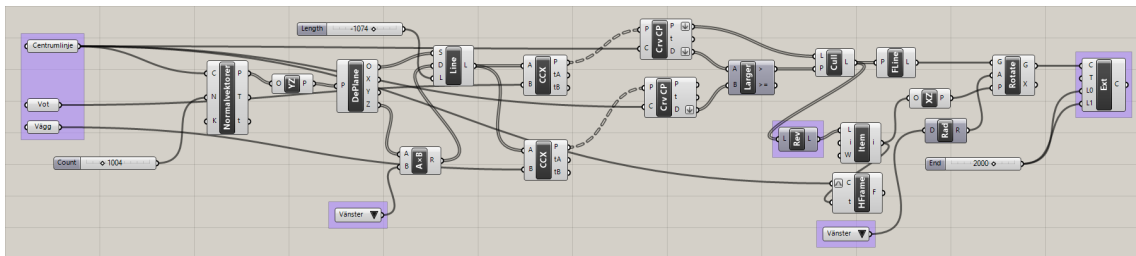 Centrumlinje
Vot
Vägg
Count
1004
C
N
K
Normalvektorer
P
T
t
O
YZ
P
Length
-1074
P
DePlane
O
X
Y
Z
A
B
A×B
R
Vänster
S
D
L
Line
L
A
B
CCX
P
tA
tB
A
B
CCX
P
tA
tB
P
C
Crv CP
P
t
D
P
C
Crv CP
P
t
D
A
B
Larger
>
>=
L
P
Cull
L
P
FLine
L
L
Rev
L
L
i
W
Item
i
C
t
HFrame
F
Vänster
O
XZ
P
D
Rad
R
G
A
P
Rotate
G
X
End
2000
C
T
L0
L1
Ext
C